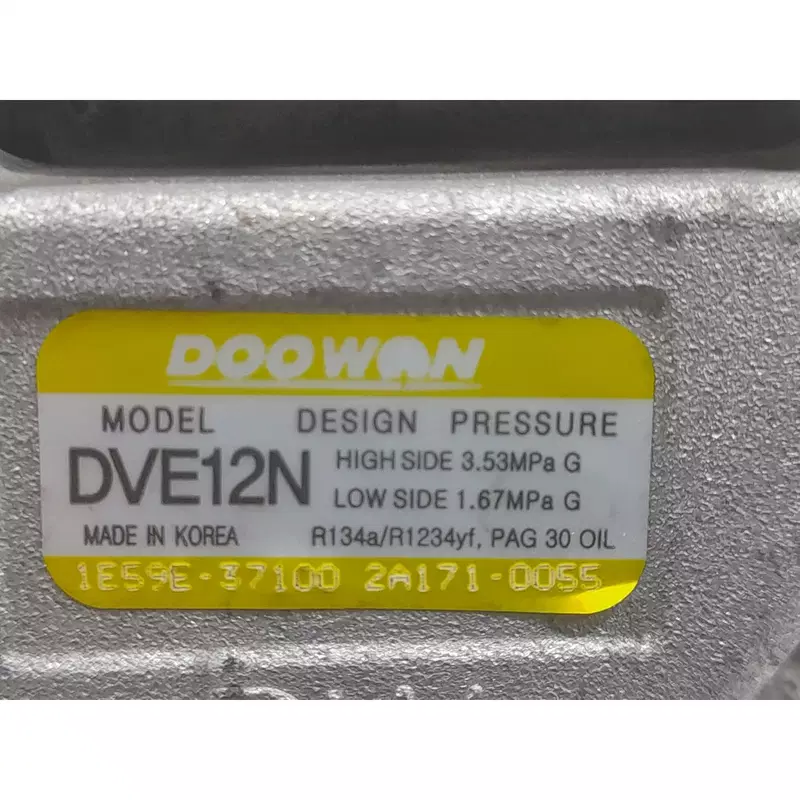 DOOWON
MODEL DESIGN PRESSURE
DVE12N HIGH SIDE 3.53MPa G
LOW SIDE 1.67MPa G
MADE IN KOREA R134a/R1234yf, PAG 30 OIL
1E59E-37100 2A171-0055